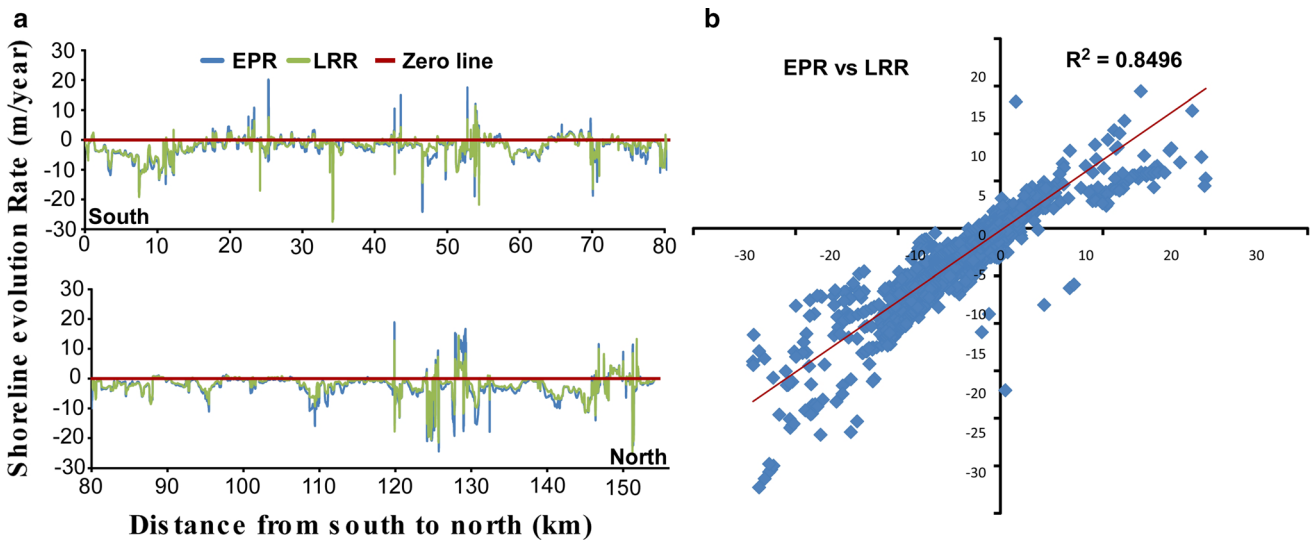 a
Shoreline evolution Rate (m/year)
EPR LRR Zero line
30
20
10
0
-10
-20
-30
South
0 10 20 30 40 50 60 70 80
30
20
10
0
-10
-20
-30
North
80 90 100 110 120 130 140 150
Distance from south to north (km)
b
EPR vs LRR
R² = 0.8496
20
15
10
5
0
-5
-10
-15
-20
-25
-30
-30 -20 -10 0 10 20 30